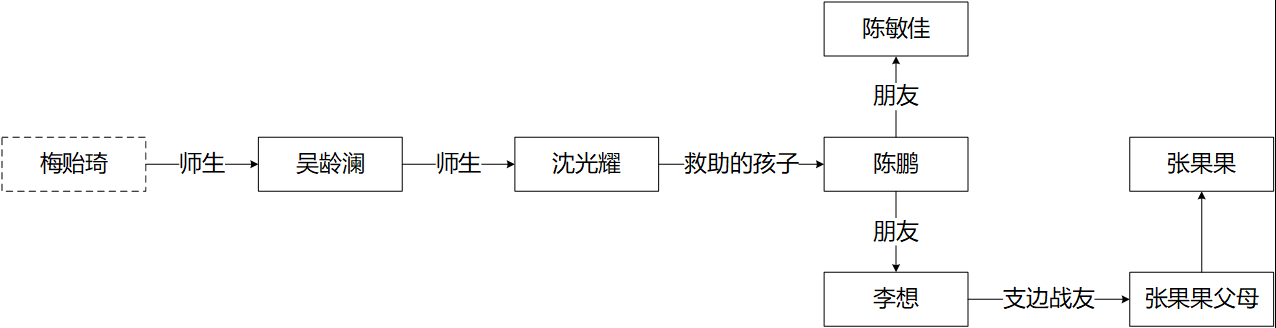 陈敏佳
朋友
梅贻琦
师生
吴龄澜
师生
沈光耀
救助的孩子
陈鹏
张果果
朋友
李想
支边战友
张果果父母